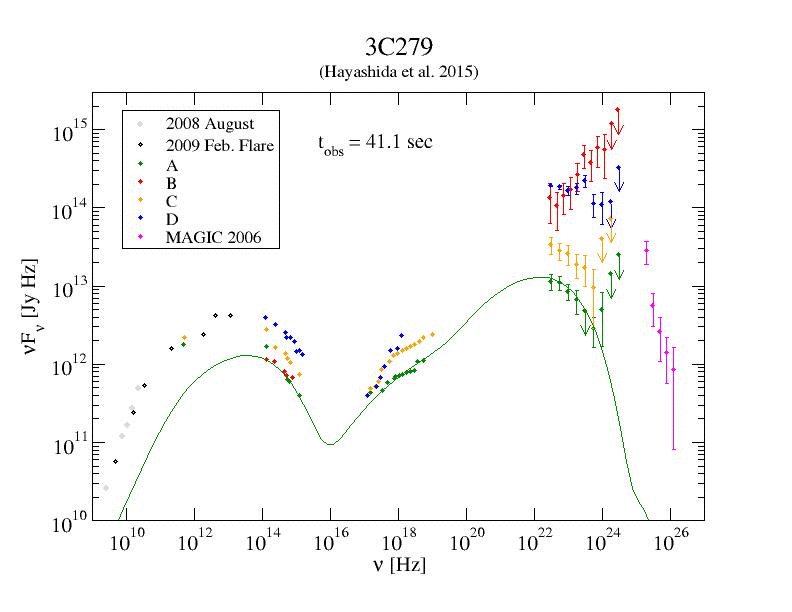 3C279
(Hayashida et al. 2015)
2008 August
2009 Feb. Flare
A
B
C
D
MAGIC 2006
t_obs = 41.1 sec
νF_ν [Jy Hz]
10^15
10^14
10^13
10^12
10^11
10^10
10^10 10^12 10^14 10^16 10^18 10^20 10^22 10^24 10^26
ν [Hz]